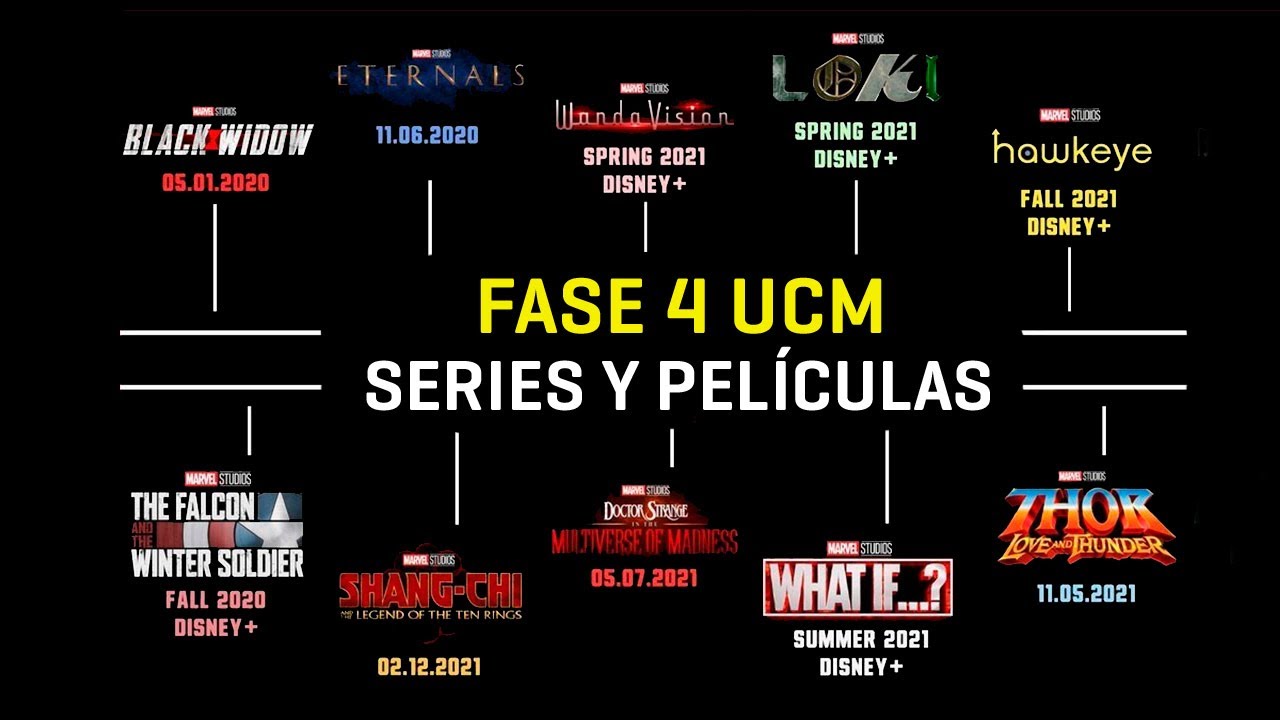 MARVEL STUDIOS
BLACK WIDOW
05.01.2020
MARVEL STUDIOS
ETERNALS
11.06.2020
MARVEL STUDIOS
WandaVision
SPRING 2021
DISNEY+
MARVEL STUDIOS
LOKI
SPRING 2021
DISNEY+
MARVEL STUDIOS
hawkeye
FALL 2021
DISNEY+
FASE 4 UCM
SERIES Y PELÍCULAS
MARVEL STUDIOS
THE FALCON
AND
THE
WINTER SOLDIER
FALL 2020
DISNEY+
MARVEL STUDIOS
SHANG-CHI
AND THE LEGEND OF THE TEN RINGS
02.12.2021
MARVEL STUDIOS
DOCTOR STRANGE
IN THE
MULTIVERSE OF MADNESS
05.07.2021
MARVEL STUDIOS
WHAT IF...?
SUMMER 2021
DISNEY+
MARVEL STUDIOS
THOR
LOVE AND THUNDER
11.05.2021